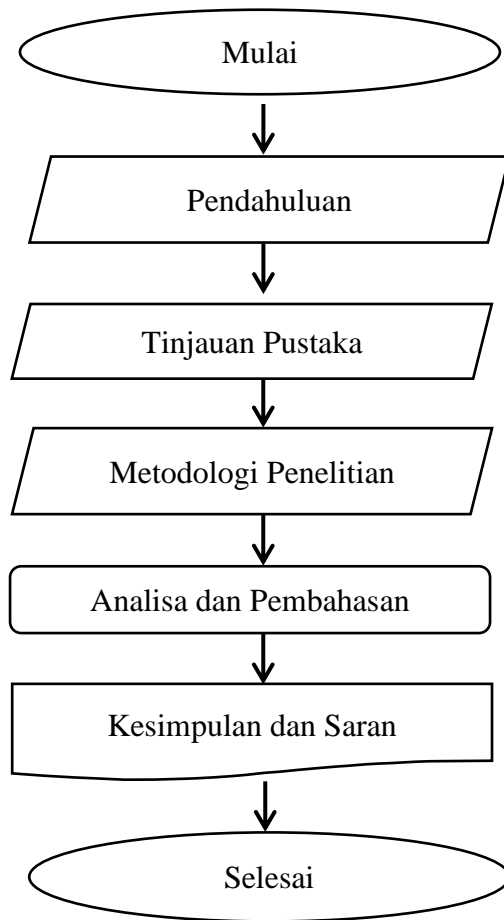 Mulai
Pendahuluan
Tinjauan Pustaka
Metodologi Penelitian
Analisa dan Pembahasan
Kesimpulan dan Saran
Selesai